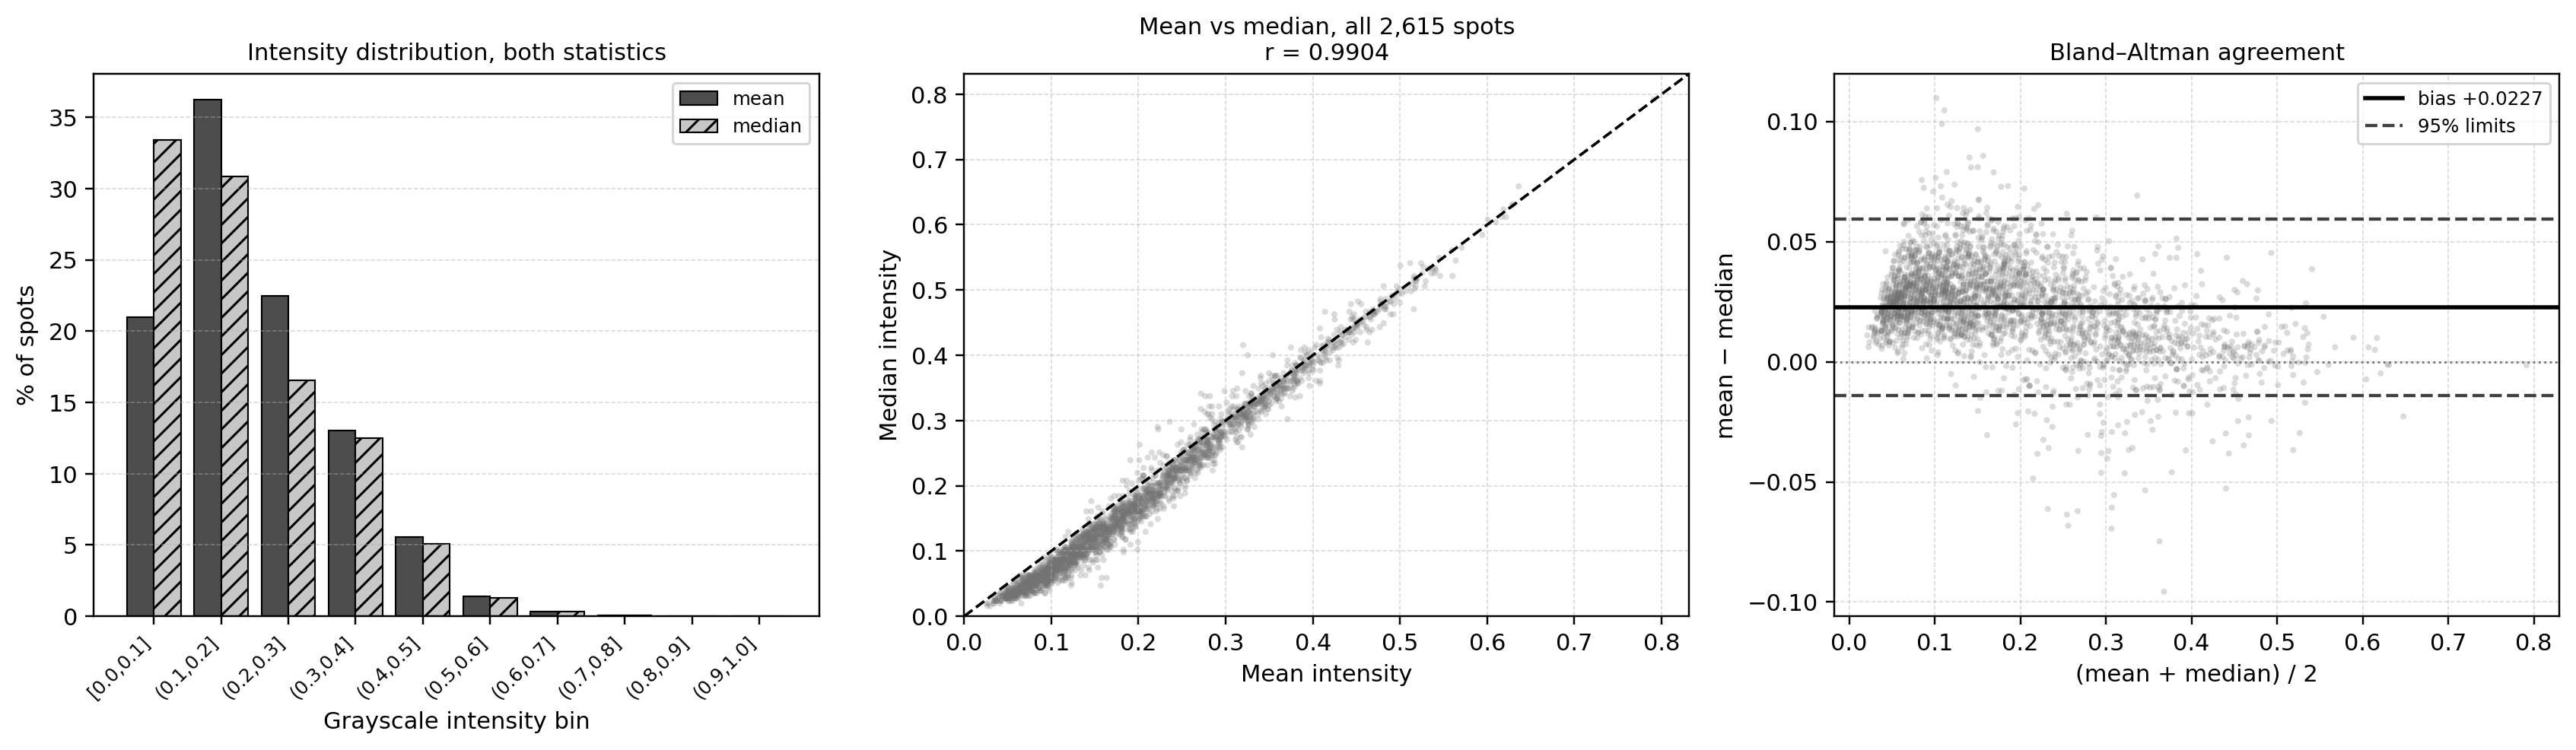 Intensity distribution, both statistics
mean
median
% of spots
35
30
25
20
15
10
5
0
[0.0,0.1]
(0.1,0.2]
(0.2,0.3]
(0.3,0.4]
(0.4,0.5]
(0.5,0.6]
(0.6,0.7]
(0.7,0.8]
(0.8,0.9]
(0.9,1.0]
Grayscale intensity bin
Mean vs median, all 2,615 spots
r = 0.9904
Median intensity
0.8
0.7
0.6
0.5
0.4
0.3
0.2
0.1
0.0
0.0 0.1 0.2 0.3 0.4 0.5 0.6 0.7 0.8
Mean intensity
Bland–Altman agreement
bias +0.0227
95% limits
mean − median
0.10
0.05
0.00
−0.05
−0.10
0.0 0.1 0.2 0.3 0.4 0.5 0.6 0.7 0.8
(mean + median) / 2